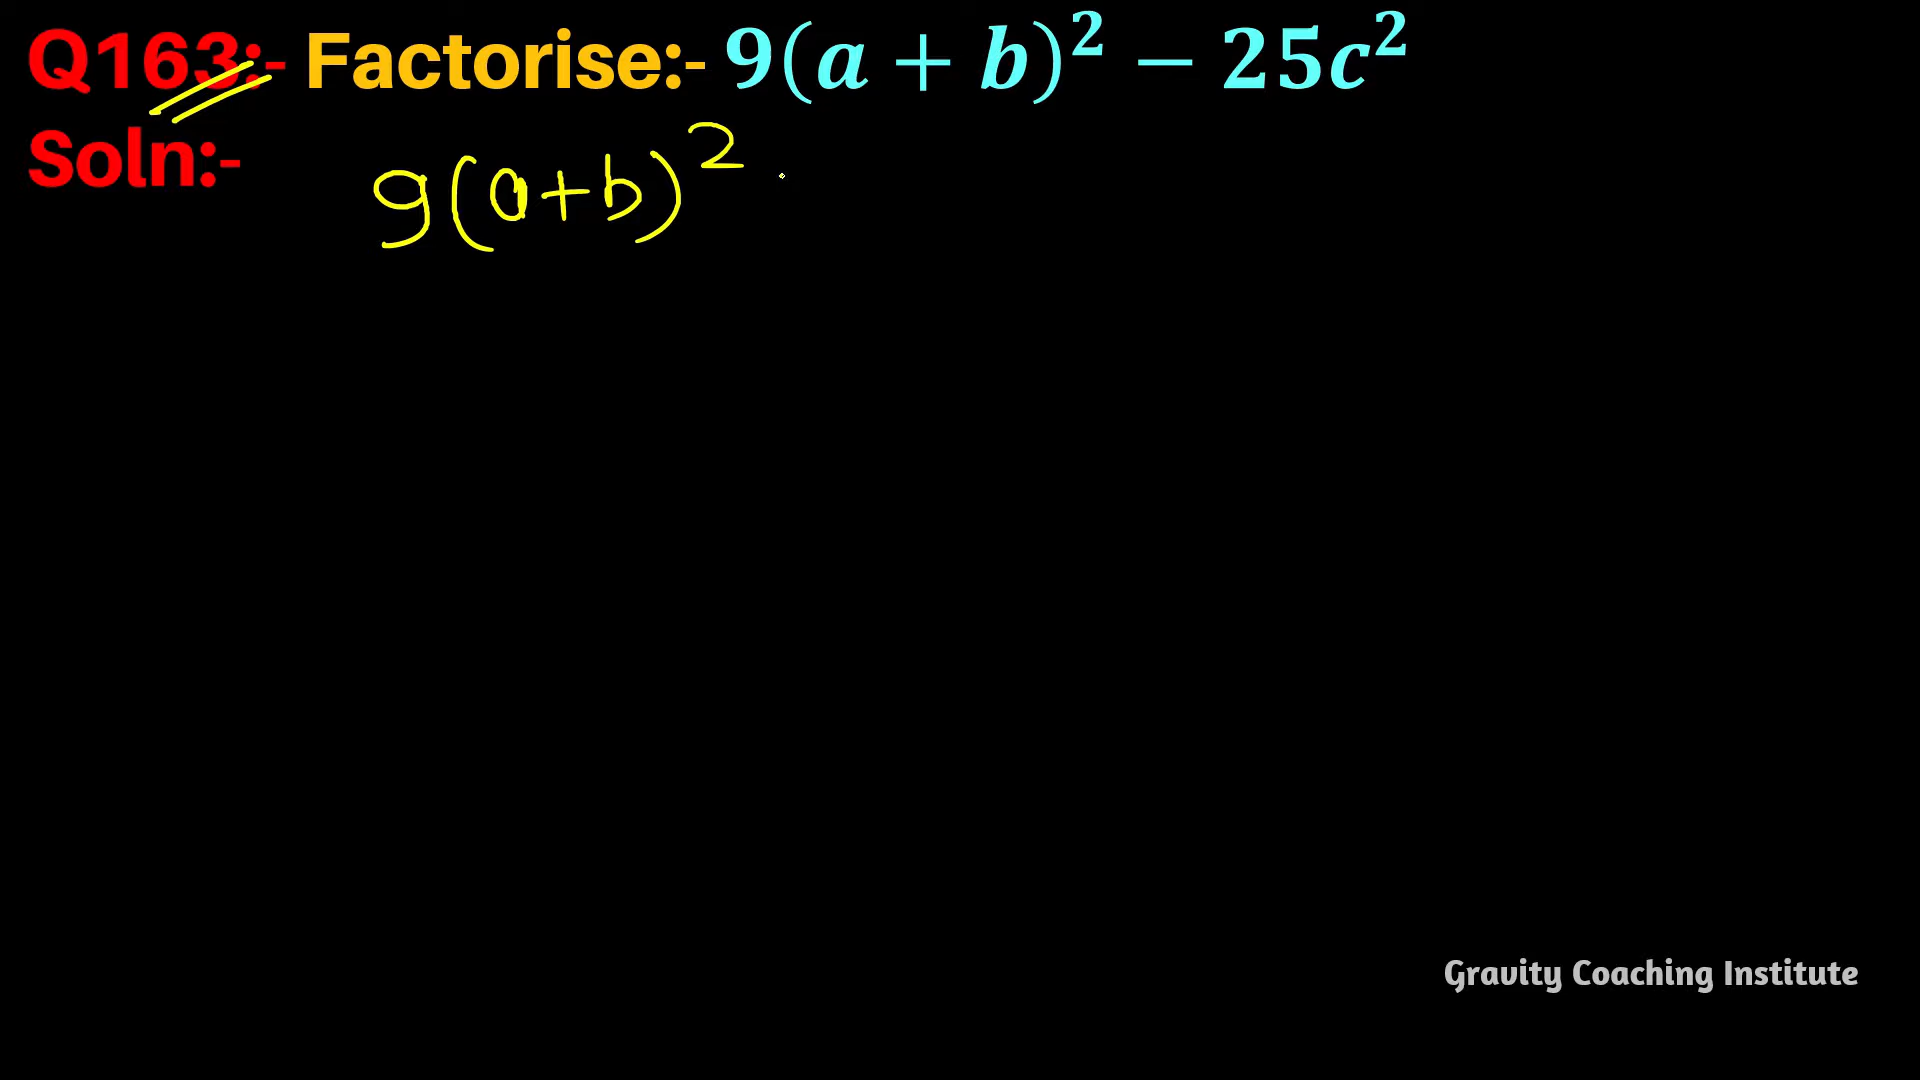 Q163:- Factorise:- 9(a + b)² − 25c²
Soln:-
9(a+b)²
Gravity Coaching Institute